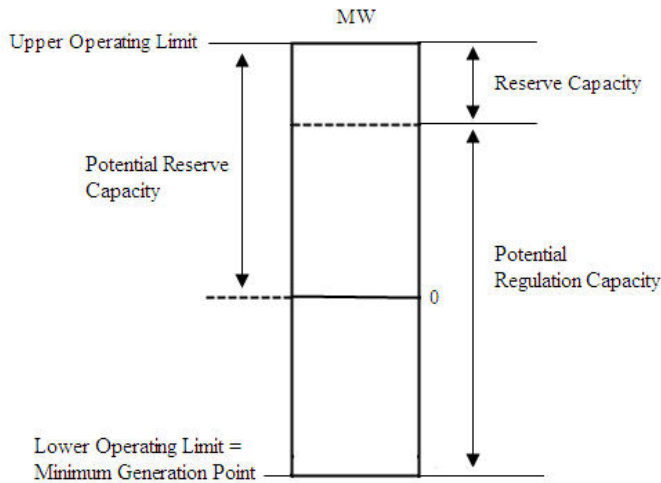 MW
Upper Operating Limit
Reserve Capacity
Potential Reserve
Capacity
Potential
Regulation Capacity
0
Lower Operating Limit =
Minimum Generation Point